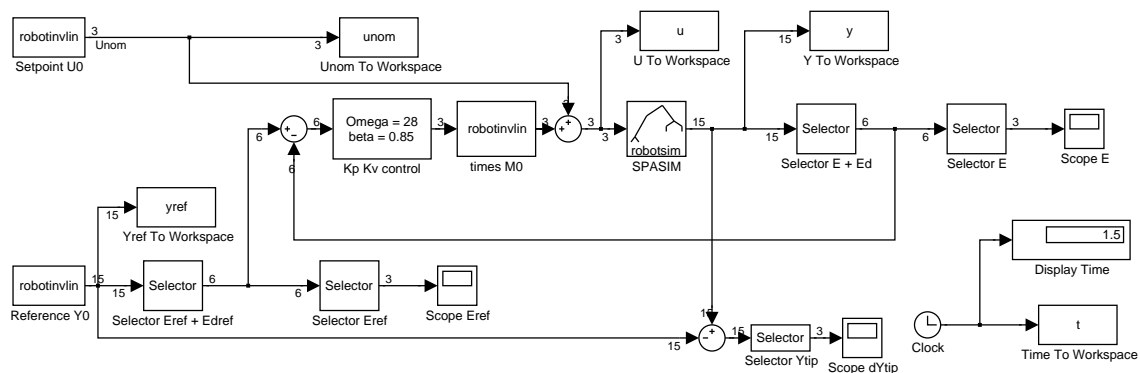 robotinvlin
Setpoint U0
3
Unom
3
unom
Unom To Workspace
3
u
U To Workspace
15
y
Y To Workspace
6
6
6
Omega = 28
beta = 0.85
Kp Kv control
3
robotinvlin
times M0
3
3
3
robotsim
SPASIM
15
15
Selector
Selector E + Ed
6
6
Selector
Selector E
3
Scope E
15
yref
Yref To Workspace
robotinvlin
Reference Y0
15
15
Selector
Selector Eref + Edref
6
6
Selector
Selector Eref
3
Scope Eref
15
15
Selector
Selector Ytip
3
Scope dYtip
Clock
1.5
Display Time
t
Time To Workspace